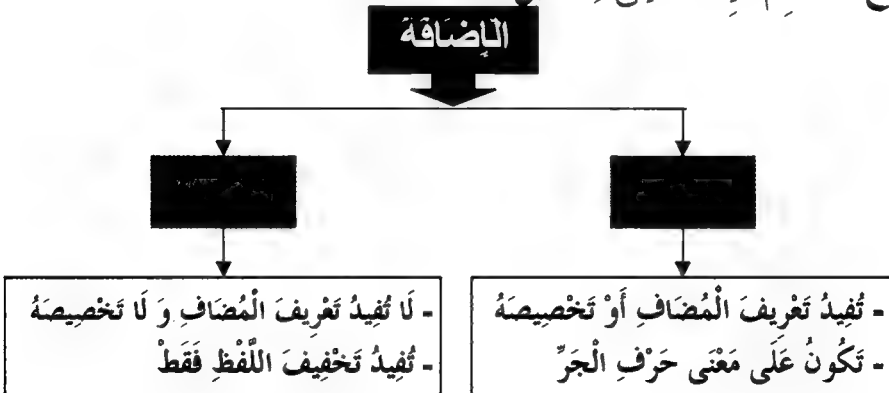 الْإِضَافَةُ
- تُفِيدُ تَعْرِيفَ الْمُضَافِ أَوْ تَخْصِيصَهُ
- تَكُونُ عَلَى مَعْنَى حَرْفِ الْجَرِّ
- لَا تُفِيدُ تَعْرِيفَ الْمُضَافِ وَ لَا تَخْصِيصَهُ
- تُفِيدُ تَخْفِيفَ اللَّفْظِ فَقَطْ